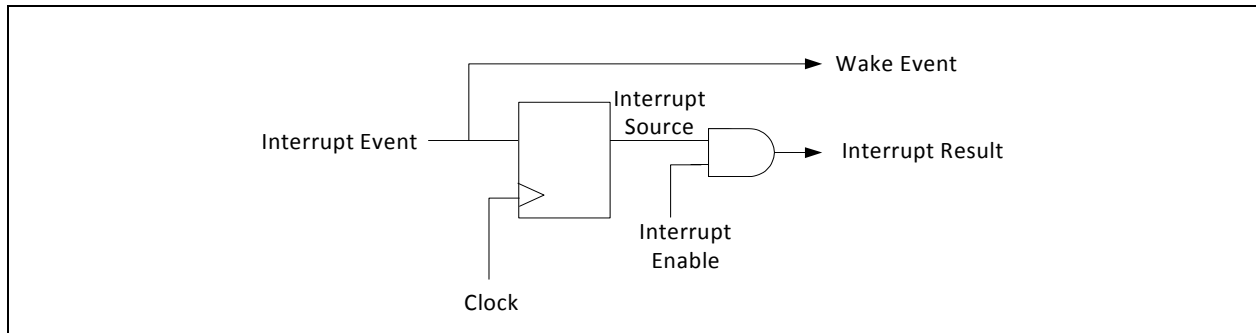 Wake Event
Interrupt
Source
Interrupt Event
Interrupt Result
Interrupt
Enable
Clock